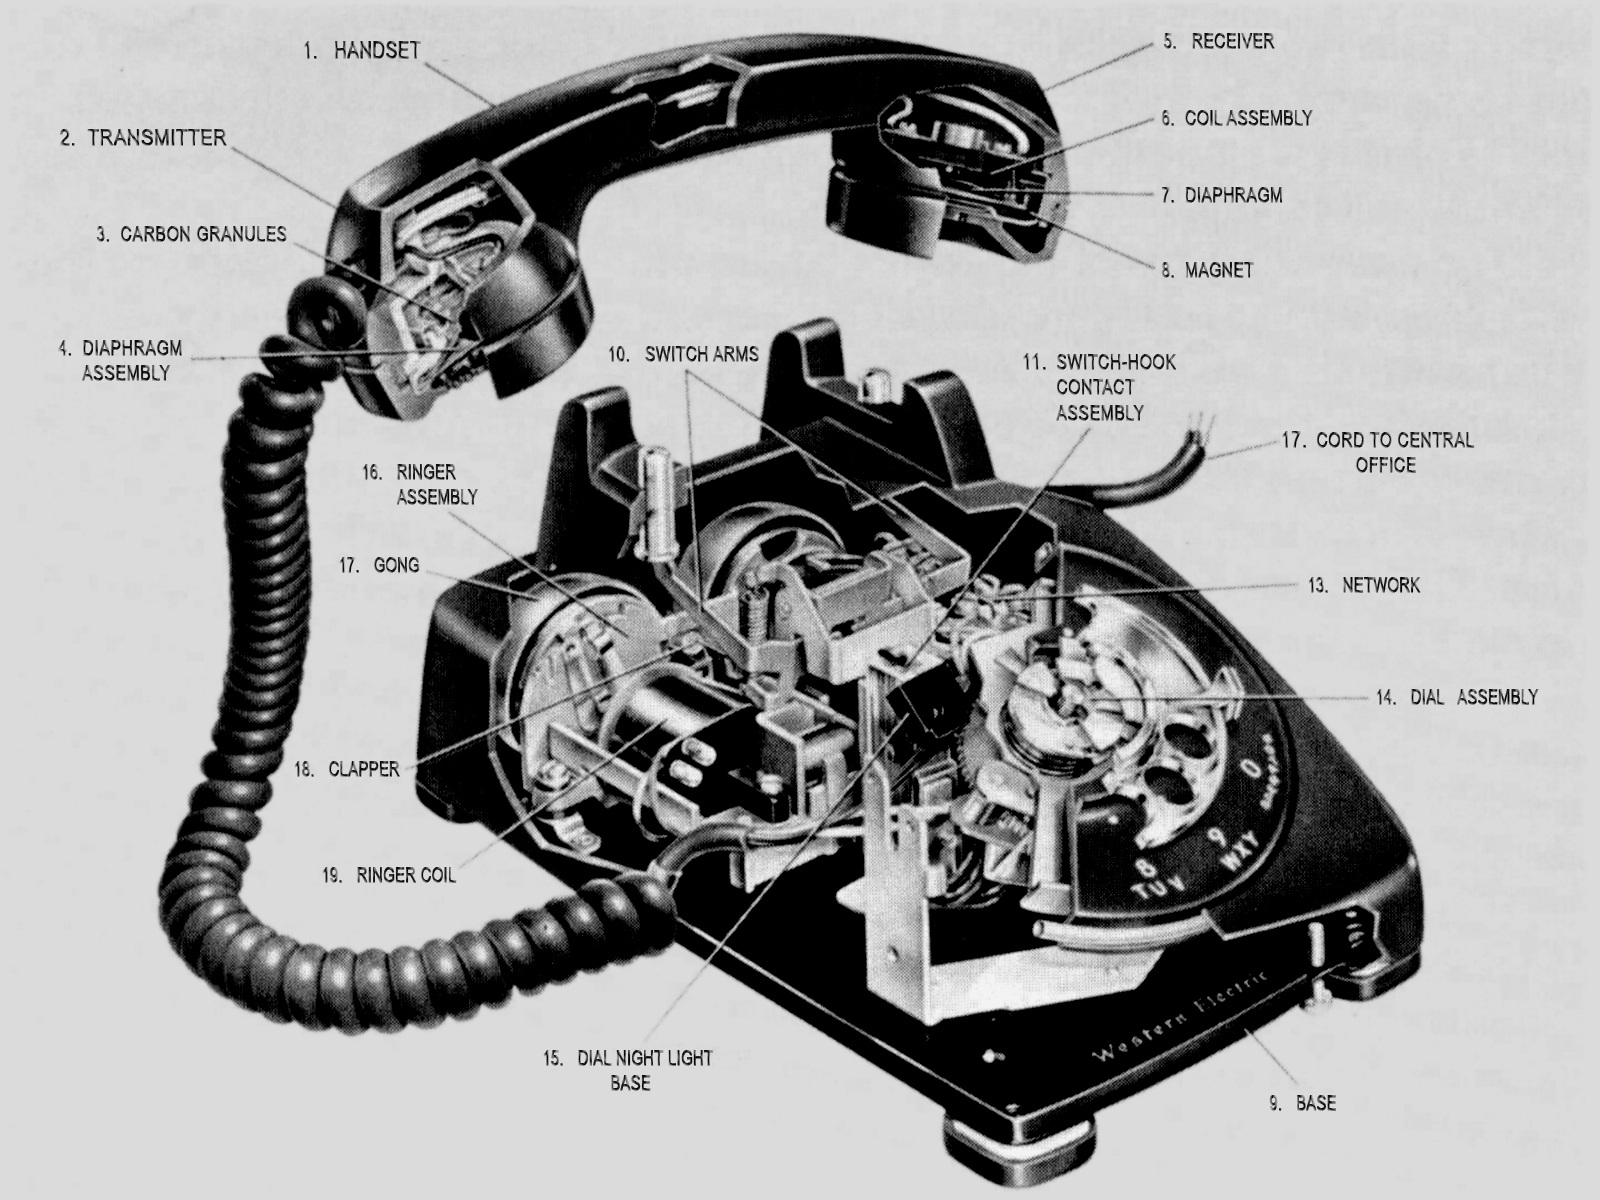 1. HANDSET
5. RECEIVER
2. TRANSMITTER
6. COIL ASSEMBLY
7. DIAPHRAGM
3. CARBON GRANULES
8. MAGNET
4. DIAPHRAGM
ASSEMBLY
10. SWITCH ARMS
11. SWITCH-HOOK
CONTACT
ASSEMBLY
17. CORD TO CENTRAL
OFFICE
16. RINGER
ASSEMBLY
17. GONG
13. NETWORK
14. DIAL ASSEMBLY
18. CLAPPER
0
OPERATOR
9
WXY
8
TUV
19. RINGER COIL
Western Electric
15. DIAL NIGHT LIGHT
BASE
9. BASE